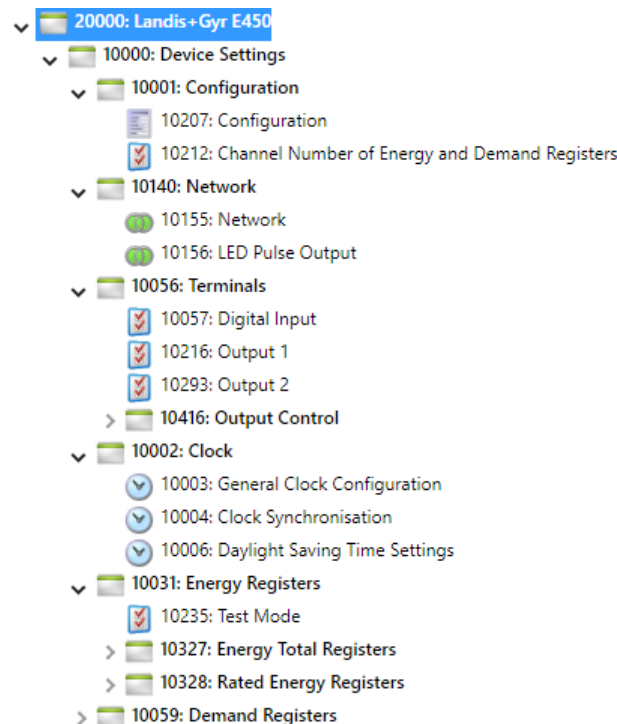 20000: Landis+Gyr E450
10000: Device Settings
10001: Configuration
10207: Configuration
10212: Channel Number of Energy and Demand Registers
10140: Network
10155: Network
10156: LED Pulse Output
10056: Terminals
10057: Digital Input
10216: Output 1
10293: Output 2
10416: Output Control
10002: Clock
10003: General Clock Configuration
10004: Clock Synchronisation
10006: Daylight Saving Time Settings
10031: Energy Registers
10235: Test Mode
10327: Energy Total Registers
10328: Rated Energy Registers
10059: Demand Registers